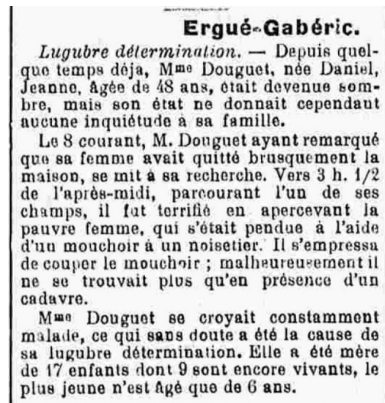 Ergué-Gabéric.
Lugubre détermination. — Depuis quel-
que temps déja, Mme Douguet, née Daniel,
Jeanne, âgée de 48 ans, était devenue som-
bre, mais son état ne donnait cependant
aucune inquiétude à sa famille.
Le 8 courant, M. Douguet ayant remarqué
que sa femme avait quitté brusquement la
maison, se mit à sa recherche. Vers 3 h. 1/2
de l'après-midi, parcourant l'un de ses
champs, il fut terrifié en apercevant la
pauvre femme, qui s'était pendue à l'aide
d'un mouchoir à un noisetier. Il s'empressa
de couper le mouchoir ; malheureusement il
ne se trouvait plus qu'en présence d'un
cadavre.
Mme Douguet se croyait constamment
malade, ce qui sans doute a été la cause de
sa lugubre détermination. Elle a été mère
de 17 enfants dont 9 sont encore vivants, le
plus jeune n'est âgé que de 6 ans.